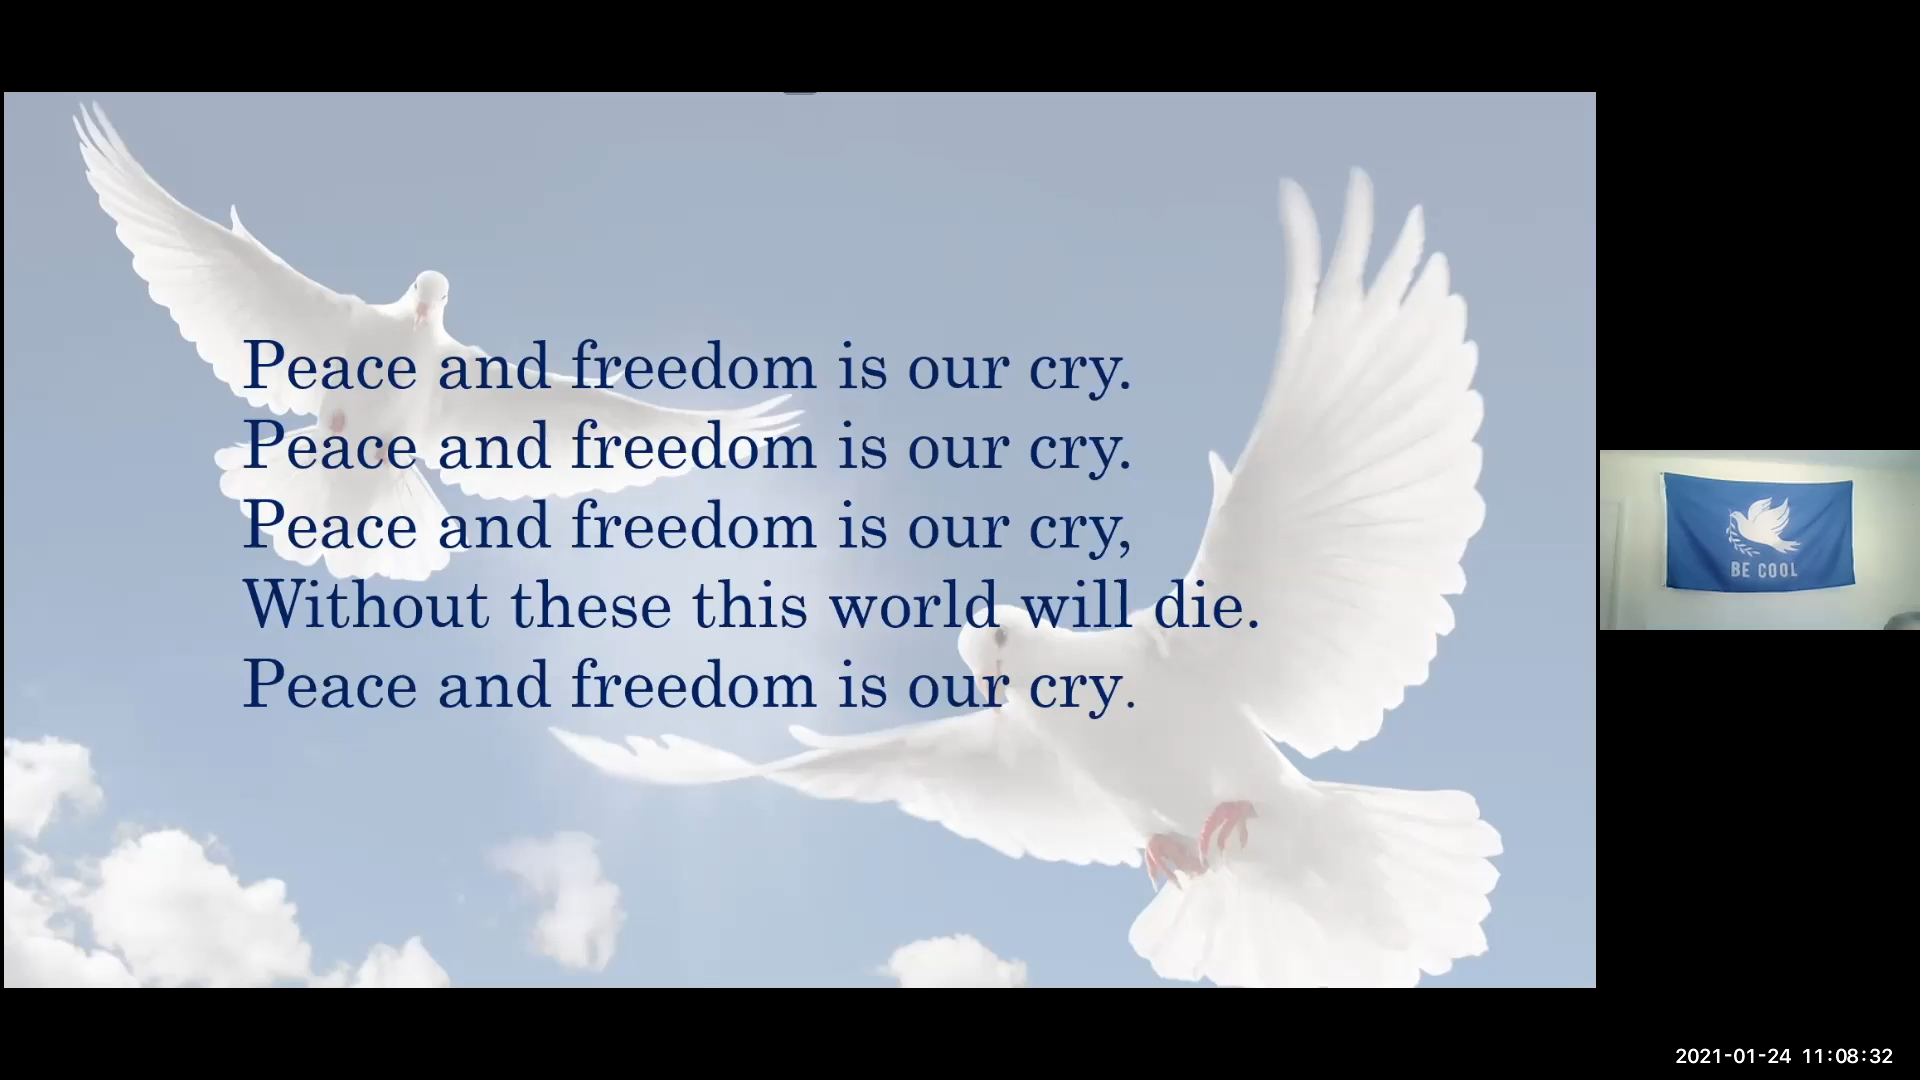 Peace and freedom is our cry.
Peace and freedom is our cry.
Peace and freedom is our cry,
Without these this world will die.
Peace and freedom is our cry.
BE COOL
2021-01-24 11:08:32